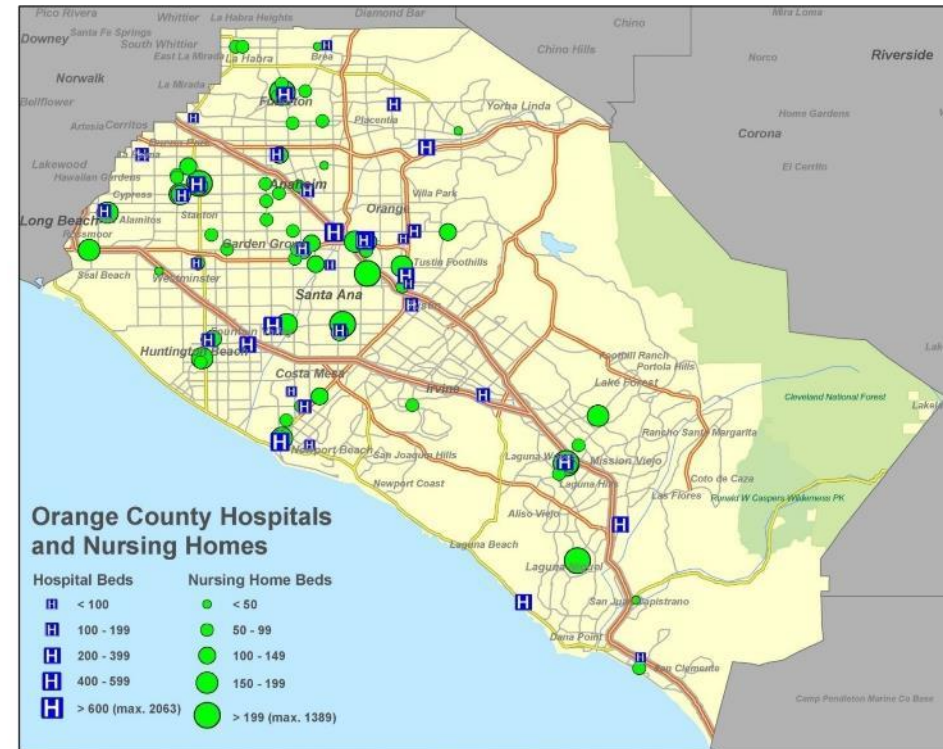 Pico Rivera
Whittier
La Habra Heights
Diamond Bar
Chino
Mira Loma
Downey
Santa Fe Springs
South Whittier
East La Mirada
La Habra
Brea
Chino Hills
Norco
Riverside
Norwalk
La Mirada
Bellflower
Fullerton
Yorba Linda
Home Gardens
Artesia
Cerritos
Placentia
Corona
Lakewood
El Cerrito
Hawaiian Gardens
Anaheim
Cypress
Villa Park
Long Beach
Alamitos
Stanton
Orange
Rossmoor
Garden Grove
Seal Beach
Westminster
Tustin Foothills
Santa Ana
Tustin
Fountain Valley
Huntington Beach
Foothill Ranch
Portola Hills
Costa Mesa
Irvine
Lake Forest
Cleveland National Forest
Rancho Santa Margarita
Newport Beach
San Joaquin Hills
Mission Viejo
Laguna Hills
Coto de Caza
Newport Coast
Las Flores
Ronald W Caspers Wilderness PK
Aliso Viejo
Laguna Beach
Laguna Niguel
San Juan Capistrano
Dana Point
San Clemente
Camp Pendleton Marine Co Base
Orange County Hospitals
and Nursing Homes
Hospital Beds Nursing Home Beds
H < 100 < 50
H 100 - 199 50 - 99
H 200 - 399 100 - 149
H 400 - 599 150 - 199
H > 600 (max. 2063) > 199 (max. 1389)